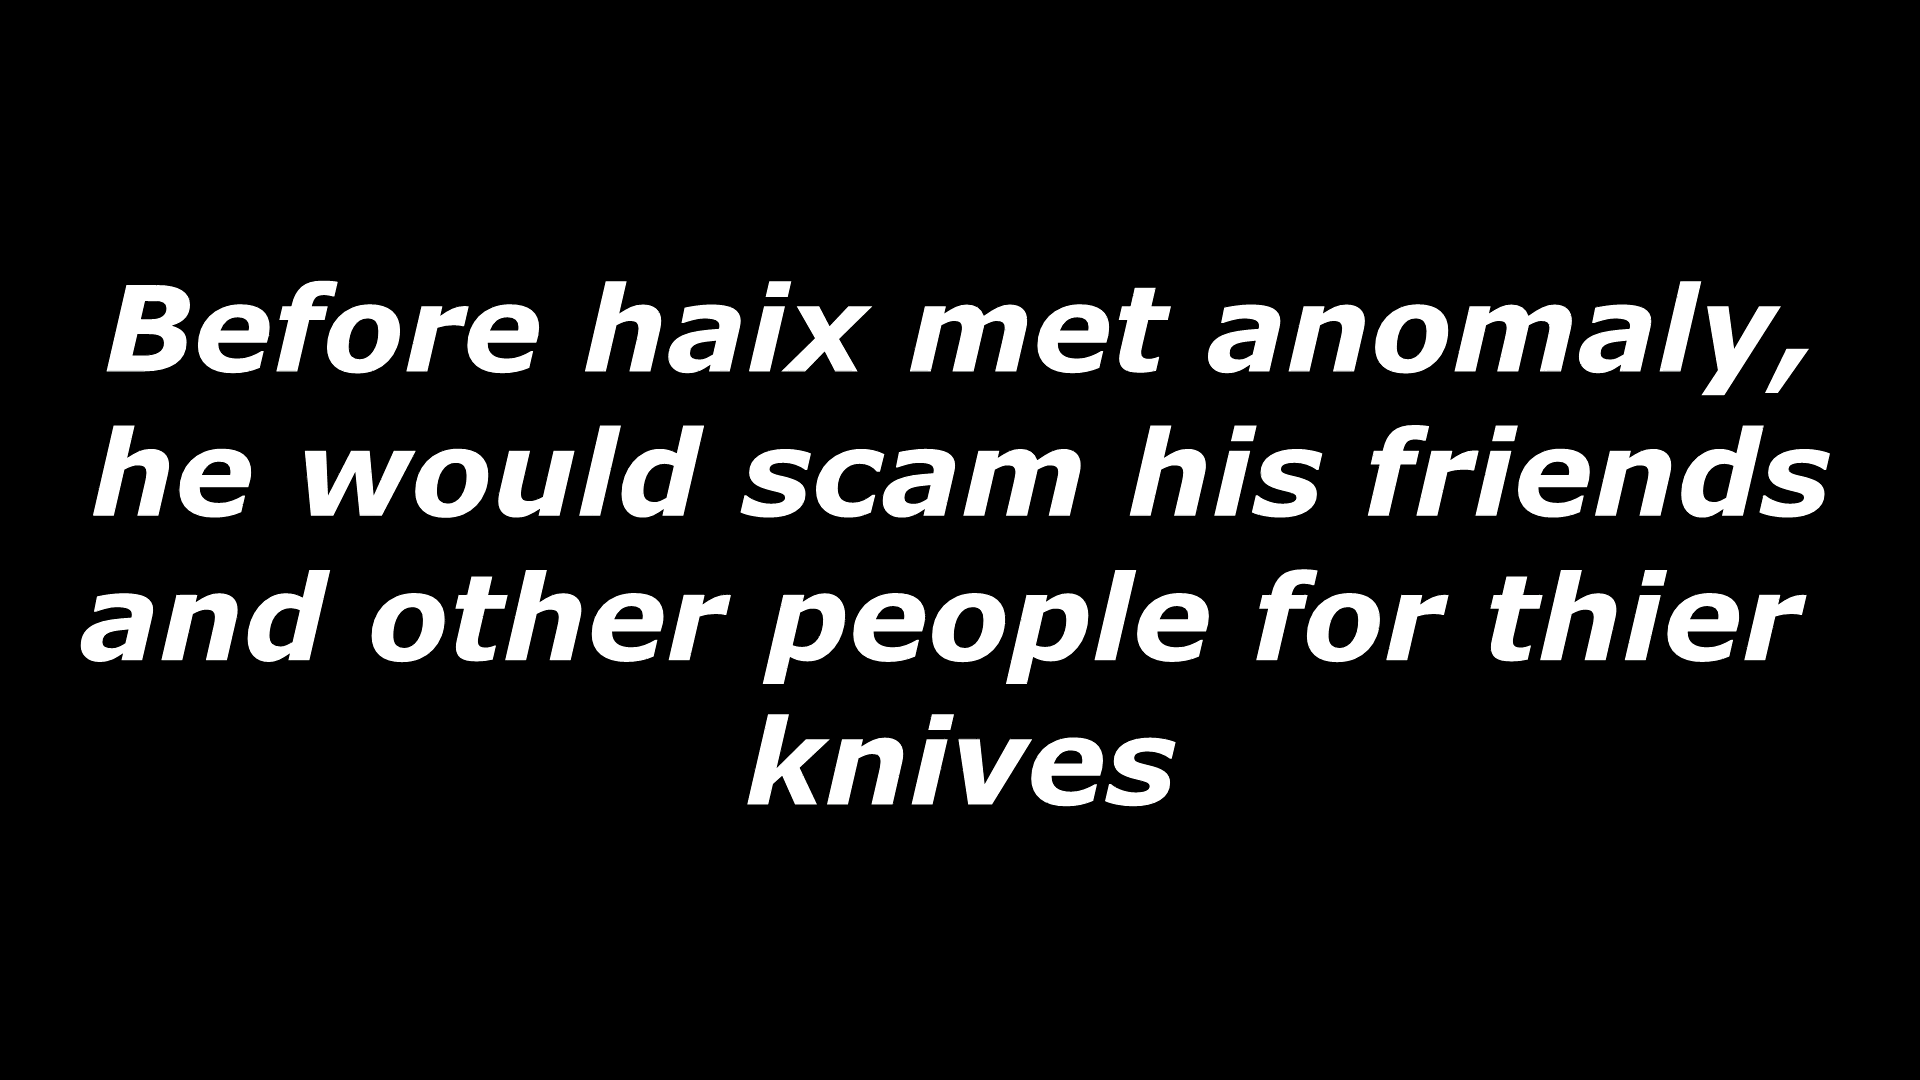 Before haix met anomaly,
he would scam his friends
and other people for thier
knives